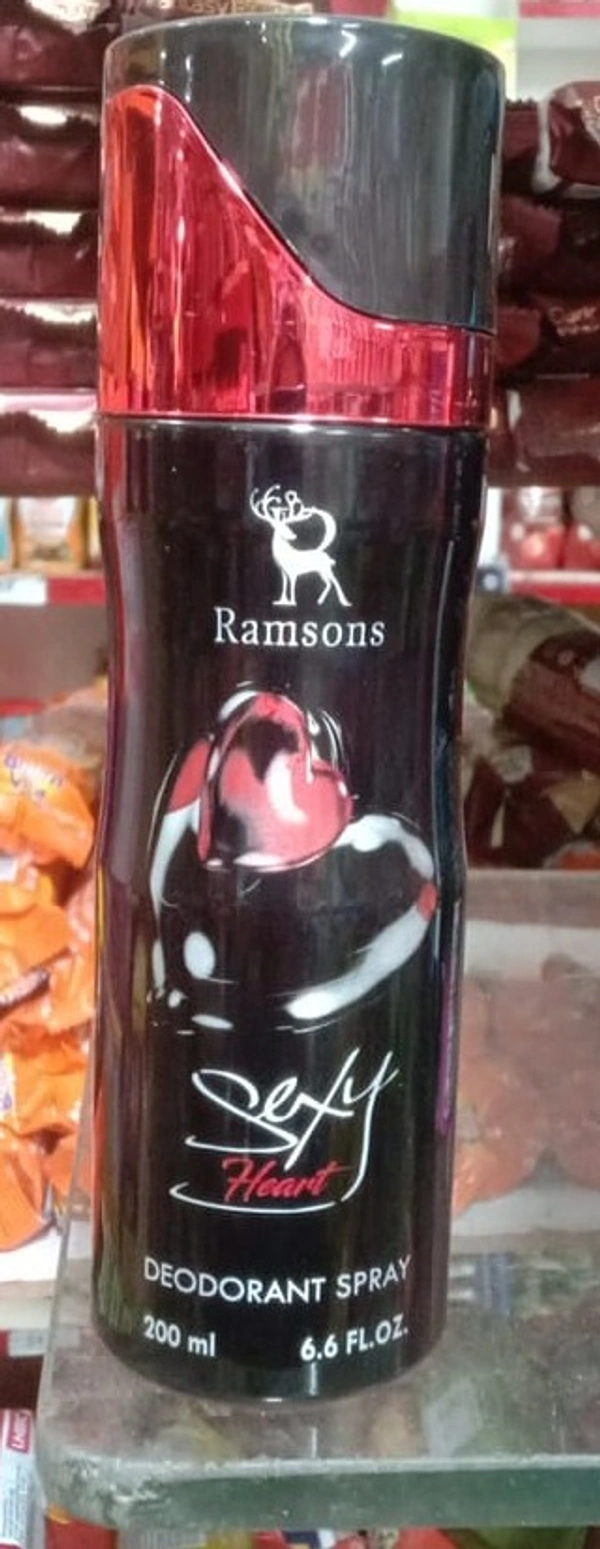 Ramsons
Sexy
Heart
DEODORANT SPRAY
200 ml 6.6 FL.OZ.